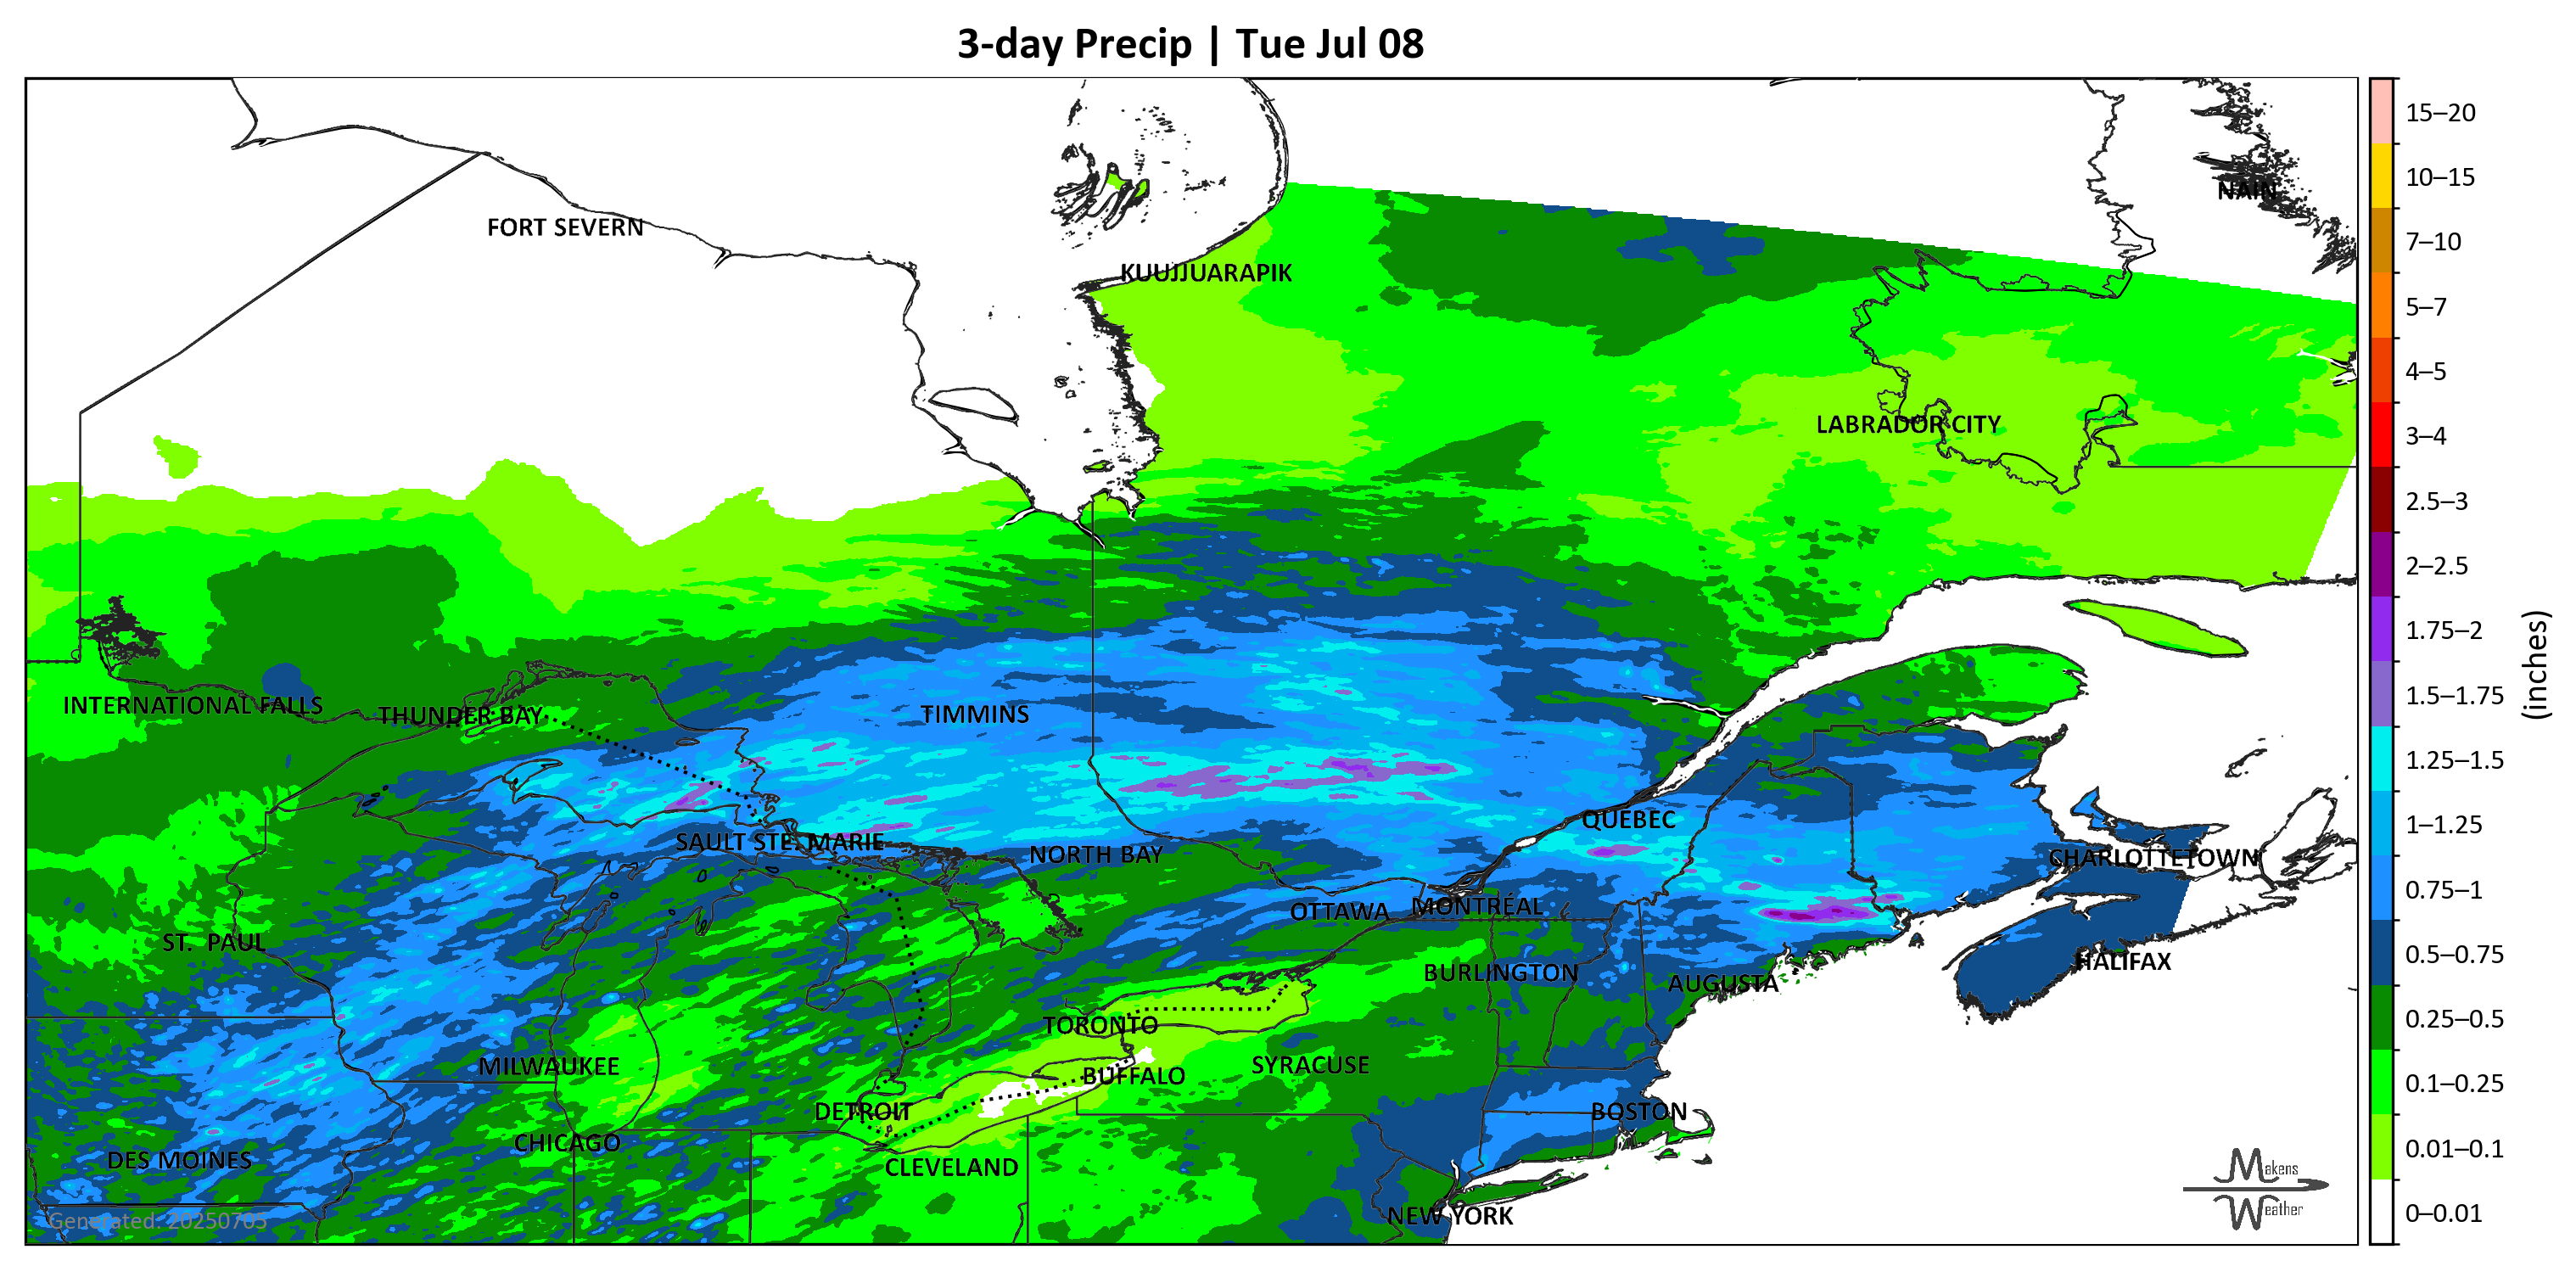 3-day Precip | Tue Jul 08
15–20
NAIN
10–15
FORT SEVERN
7–10
KUUJJUARAPIK
5–7
4–5
LABRADOR CITY
3–4
2.5–3
2–2.5
1.75–2
(inches)
INTERNATIONAL FALLS
THUNDER BAY
TIMMINS
1.5–1.75
1.25–1.5
QUÉBEC
1–1.25
SAULT STE. MARIE
NORTH BAY
CHARLOTTETOWN
0.75–1
OTTAWA
MONTRÉAL
ST. PAUL
0.5–0.75
HALIFAX
BURLINGTON
AUGUSTA
TORONTO
0.25–0.5
MILWAUKEE
SYRACUSE
BUFFALO
0.1–0.25
DETROIT
BOSTON
CHICAGO
0.01–0.1
DES MOINES
CLEVELAND
Makens
Weather
Generated: 20250705
NEW YORK
0–0.01